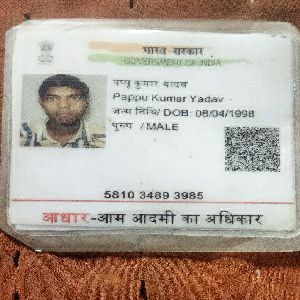 भारत सरकार
GOVERNMENT OF INDIA
पप्पू कुमार यादव
Pappu Kumar Yadav
जन्म तिथि/ DOB: 08/04/1998
पुरुष / MALE
5810 3489 3985
आधार-आम आदमी का अधिकार